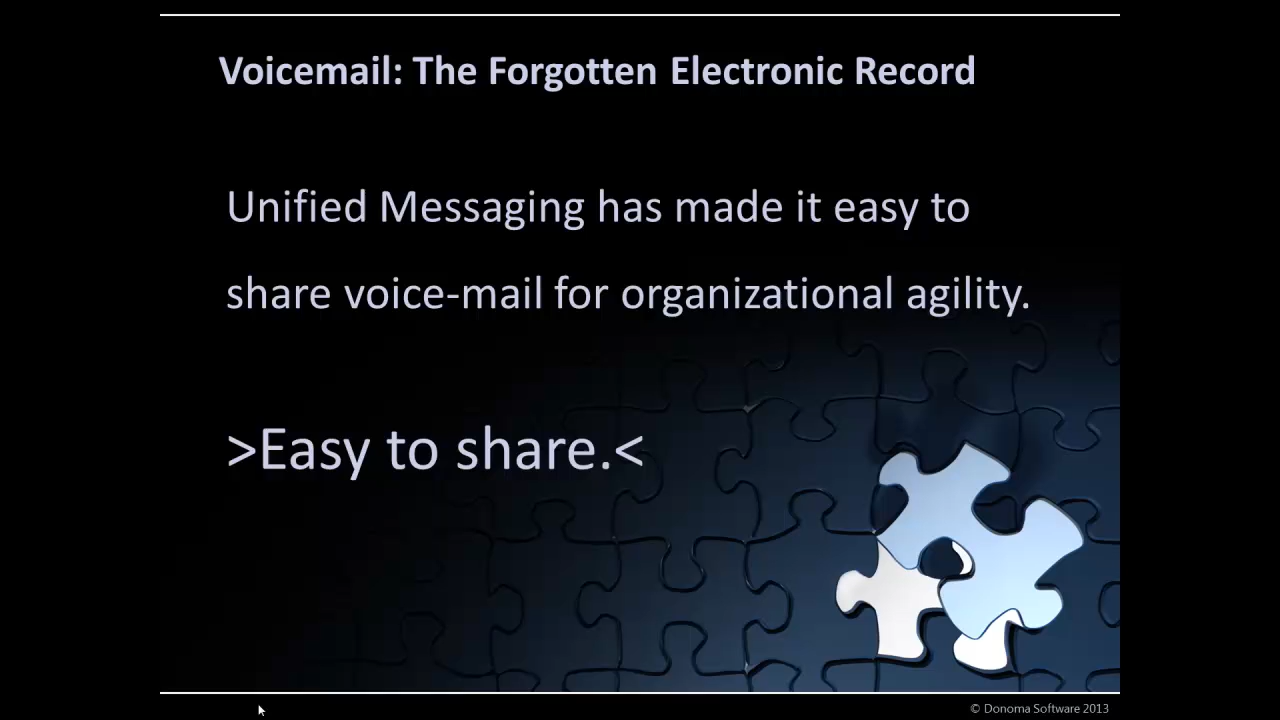 Voicemail: The Forgotten Electronic Record
Unified Messaging has made it easy to
share voice-mail for organizational agility.
>Easy to share.<
© Donoma Software 2013